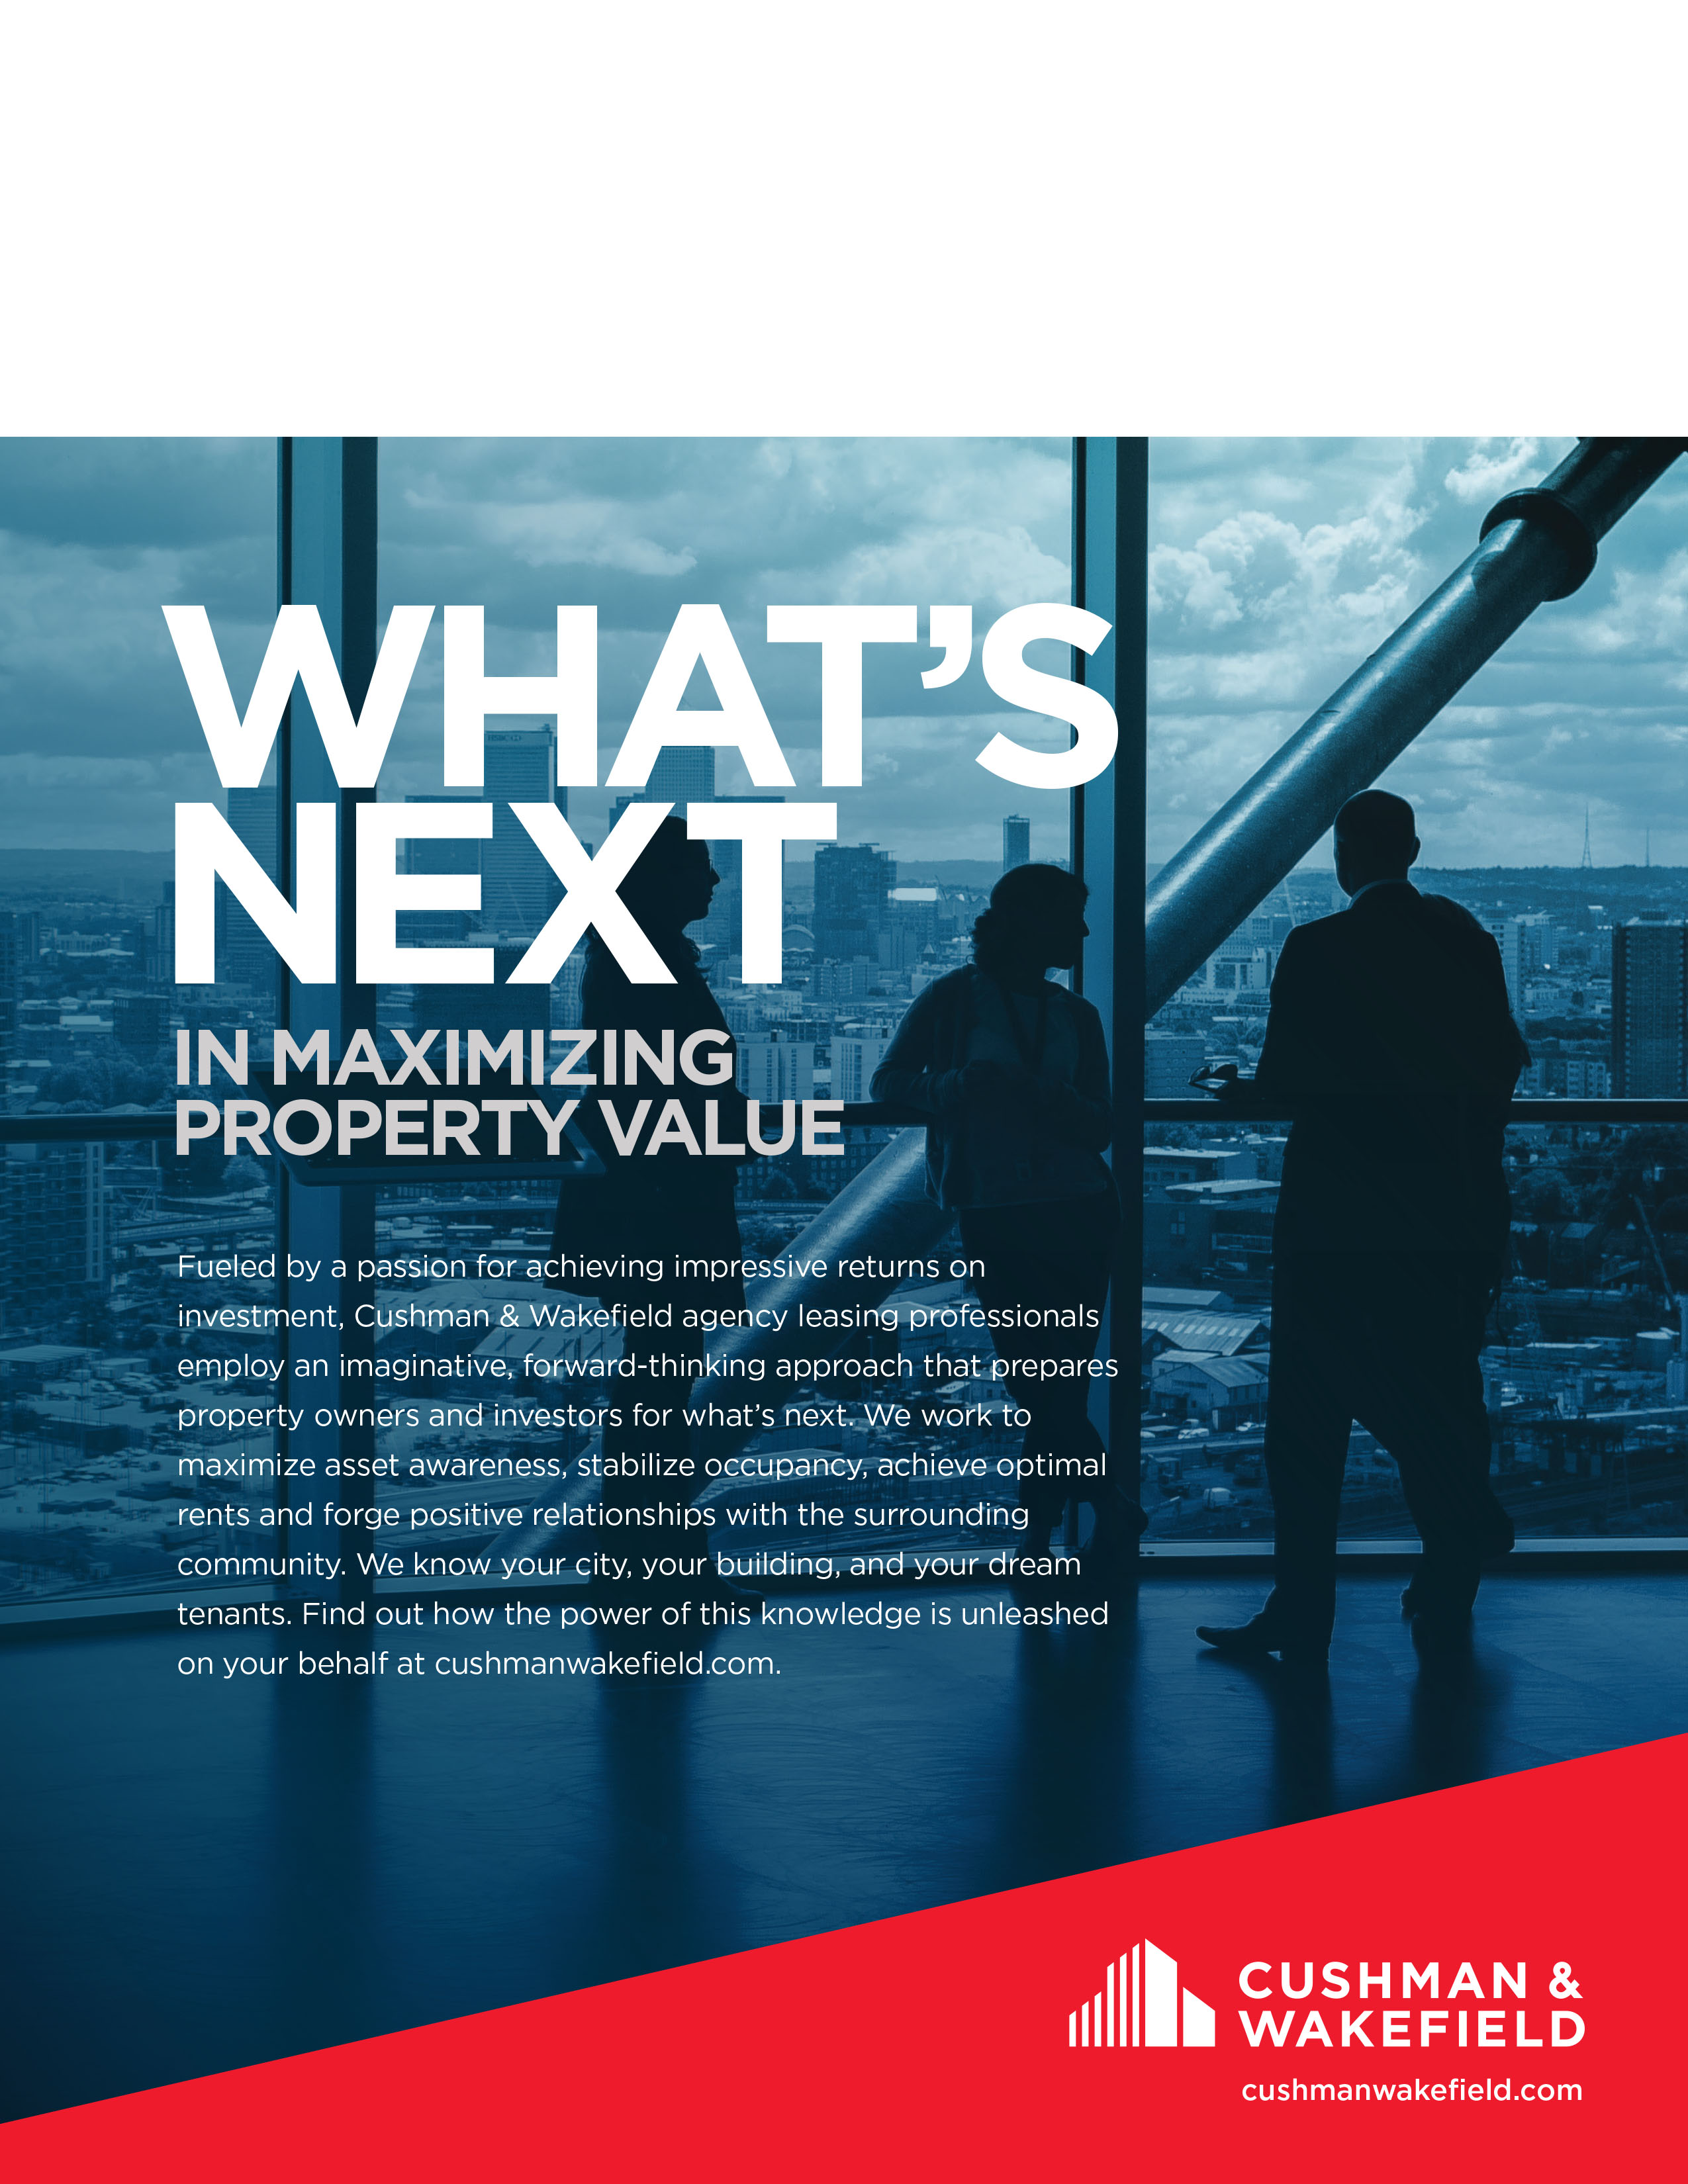 WHAT’S
NEXT
IN MAXIMIZING
PROPERTY VALUE
Fueled by a passion for achieving impressive returns on
investment, Cushman & Wakefield agency leasing professionals
employ an imaginative, forward-thinking approach that prepares
property owners and investors for what’s next. We work to
maximize asset awareness, stabilize occupancy, achieve optimal
rents and forge positive relationships with the surrounding
community. We know your city, your building, and your dream
tenants. Find out how the power of this knowledge is unleashed
on your behalf at cushmanwakefield.com.
CUSHMAN &
WAKEFIELD
cushmanwakefield.com